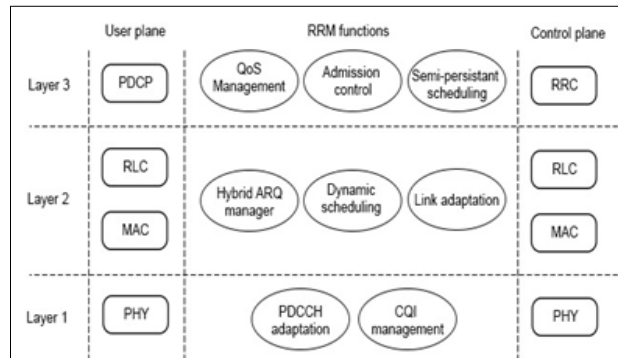 User plane
RRM functions
Control plane
Layer 3
PDCP
QoS
Management
Admission
control
Semi-persistant
scheduling
RRC
Layer 2
RLC
MAC
Hybrid ARQ
manager
Dynamic
scheduling
Link adaptation
RLC
MAC
Layer 1
PHY
PDCCH
adaptation
CQI
management
PHY